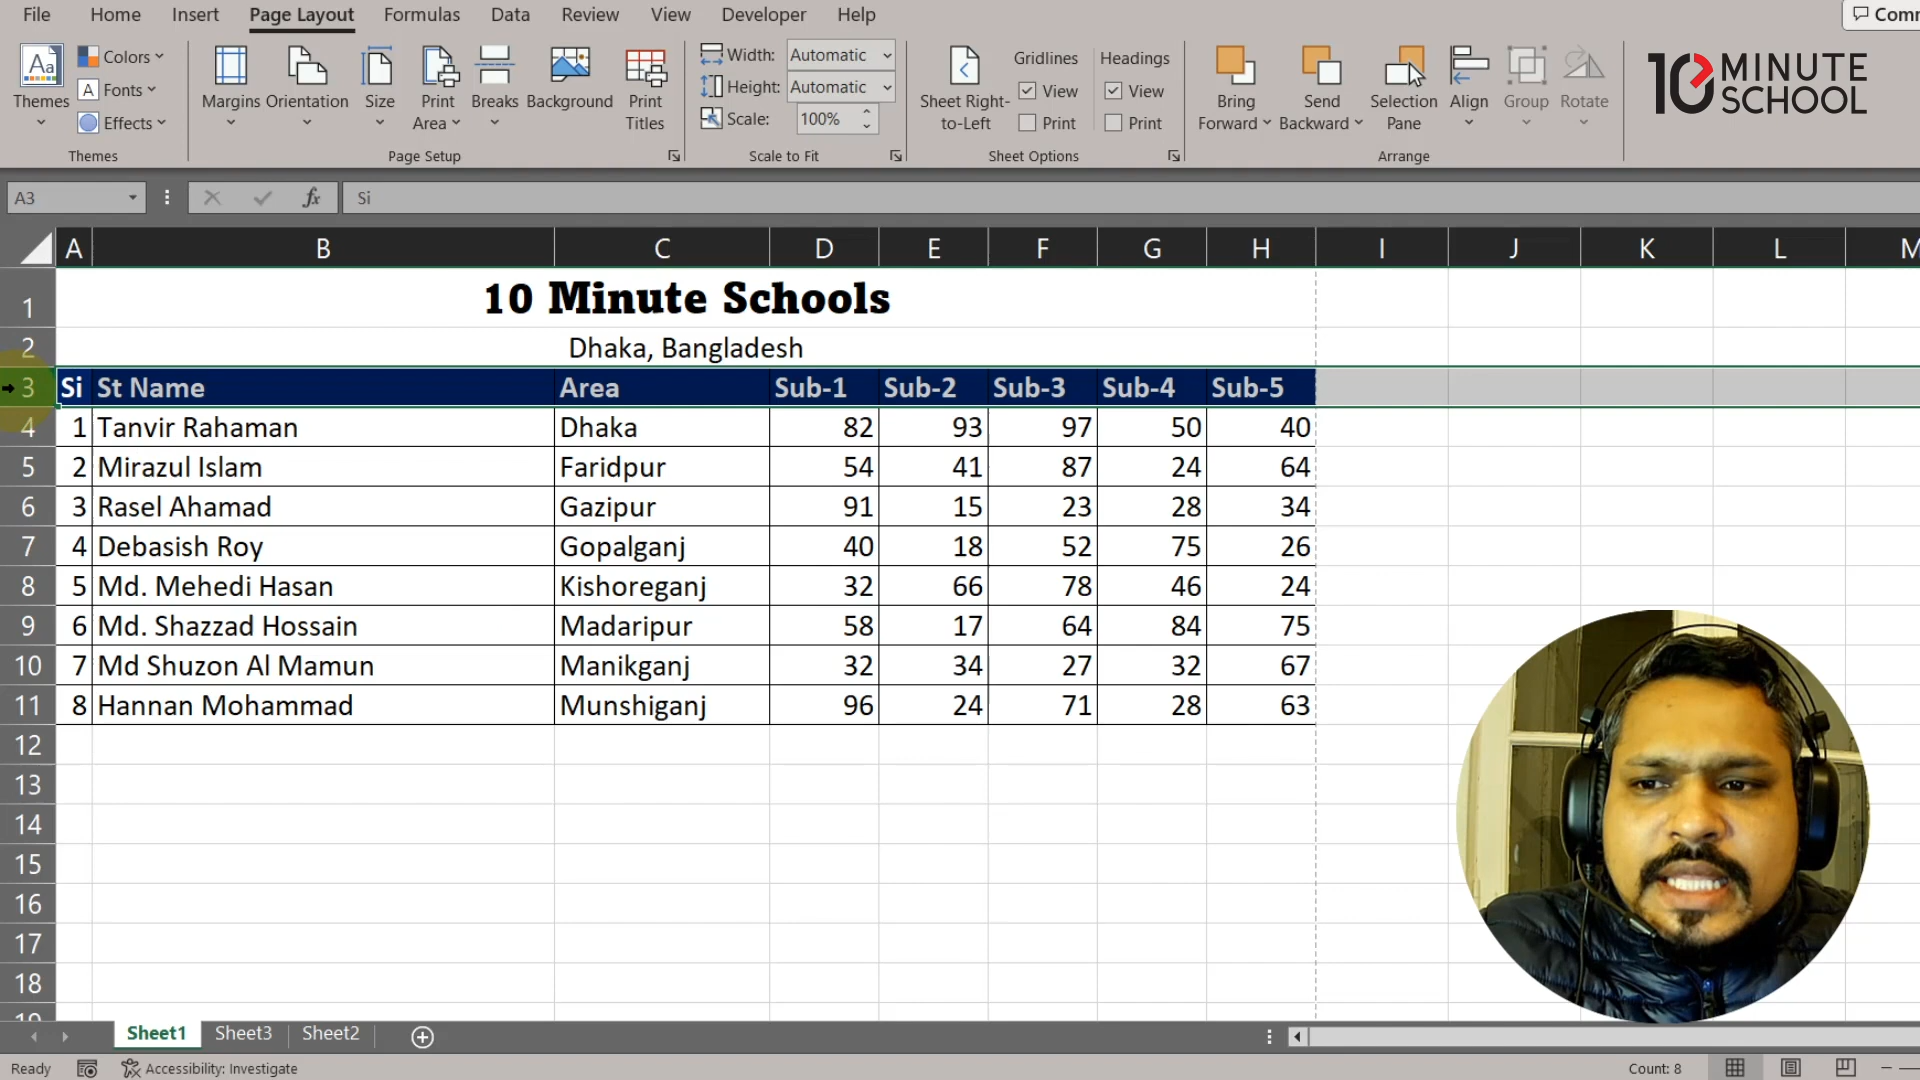 File Home Insert Page Layout Formulas Data Review View Developer Help Comm
Themes Colors Fonts Effects Themes
Margins Orientation Size Print Area Breaks Background Print Titles Page Setup
Width: Automatic Height: Automatic Scale: 100% Scale to Fit
Sheet Right-to-Left Gridlines View Print Headings View Print Sheet Options
Bring Forward Send Backward Selection Pane Align Group Rotate Arrange
10 MINUTE SCHOOL
A3 fx Si
A B C D E F G H I J K L M
1 10 Minute Schools
2 Dhaka, Bangladesh
3 Si St Name Area Sub-1 Sub-2 Sub-3 Sub-4 Sub-5
4 1 Tanvir Rahaman Dhaka 82 93 97 50 40
5 2 Mirazul Islam Faridpur 54 41 87 24 64
6 3 Rasel Ahamad Gazipur 91 15 23 28 34
7 4 Debasish Roy Gopalganj 40 18 52 75 26
8 5 Md. Mehedi Hasan Kishoreganj 32 66 78 46 24
9 6 Md. Shazzad Hossain Madaripur 58 17 64 84 75
10 7 Md Shuzon Al Mamun Manikganj 32 34 27 32 67
11 8 Hannan Mohammad Munshiganj 96 24 71 28 63
12
13
14
15
16
17
18
19
Sheet1 Sheet3 Sheet2
Ready Accessibility: Investigate Count: 8